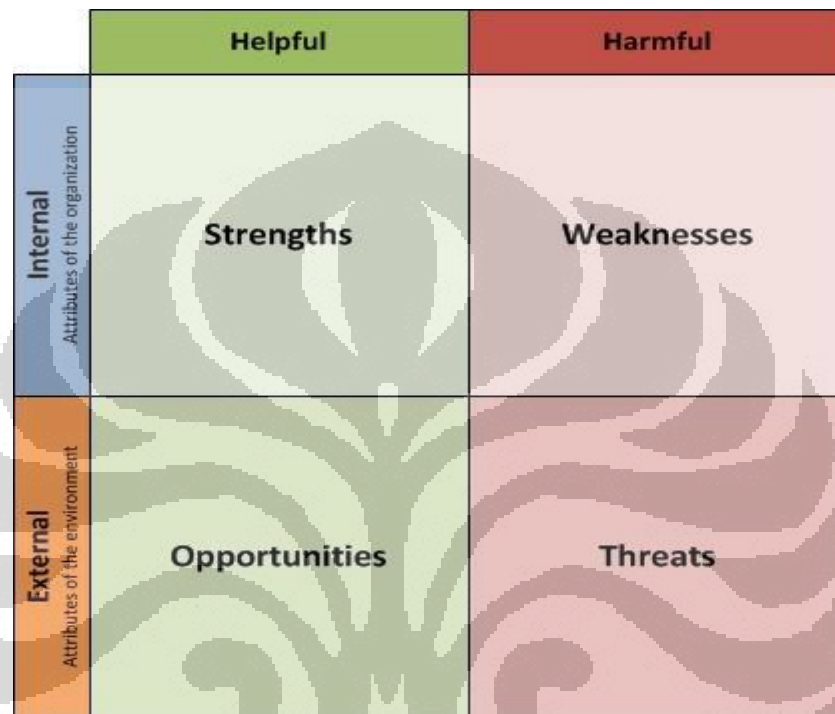 Helpful
Harmful
Internal
Attributes of the organization
Strengths
Weaknesses
External
Attributes of the environment
Opportunities
Threats